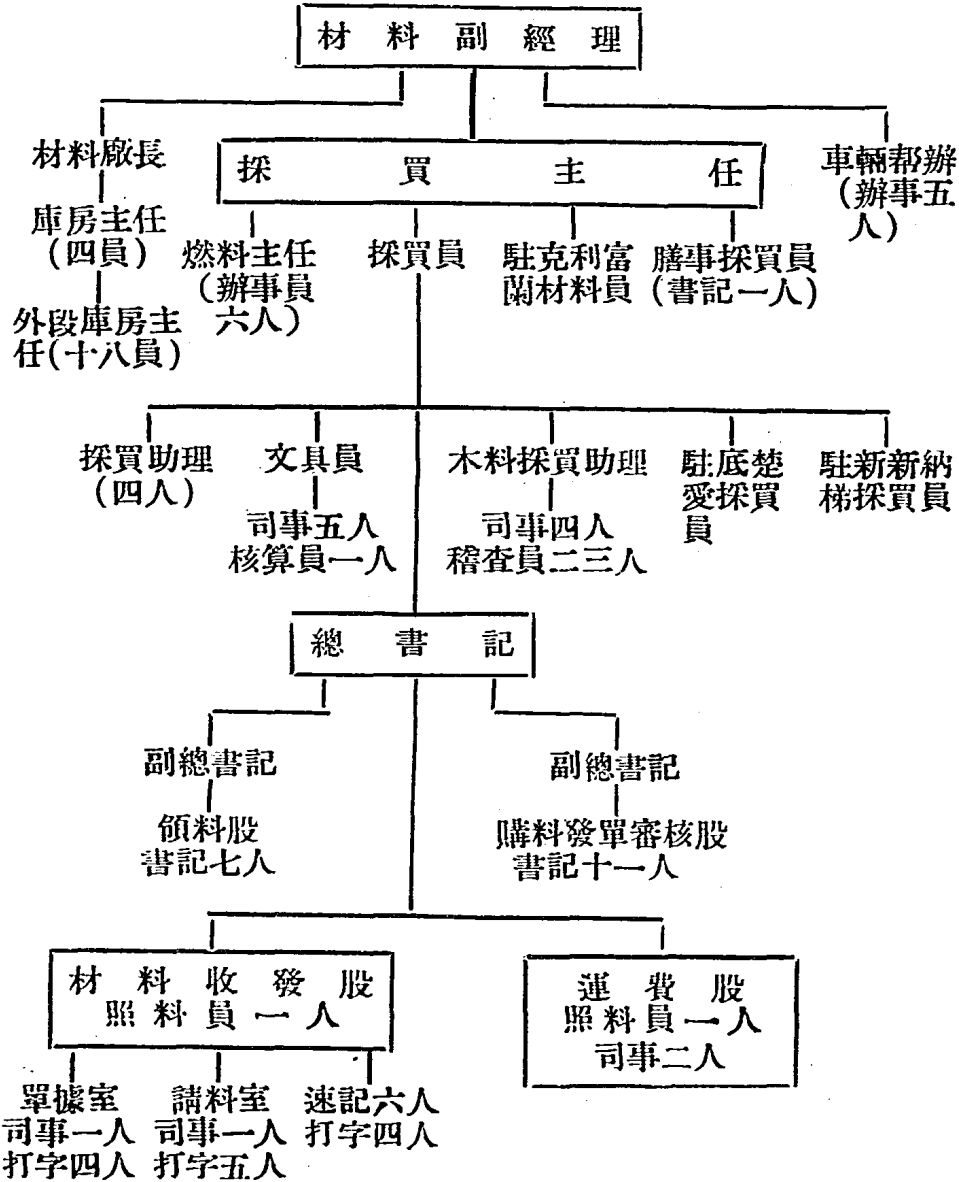 材料副經理
材料廠長
採買主任
車輛帮辦
(辦事五
人)
庫房主任
(四員)
外段庫房主
任(十八員)
燃料主任
(辦事員
六人)
採買員
駐克利富
蘭材料員
膳事採買員
(書記一人)
採買助理
(四人)
文具員
司事五人
核算員一人
木料採買助理
司事四人
稽查員二三人
駐底楚
愛採買
員
駐新新納
梯採買員
總書記
副總書記
領料股
書記七人
副總書記
購料發單審核股
書記十一人
材料收發股
照料員一人
運費股
照料員一人
司事二人
單據室
司事一人
打字四人
請料室
司事一人
打字五人
速記六人
打字四人